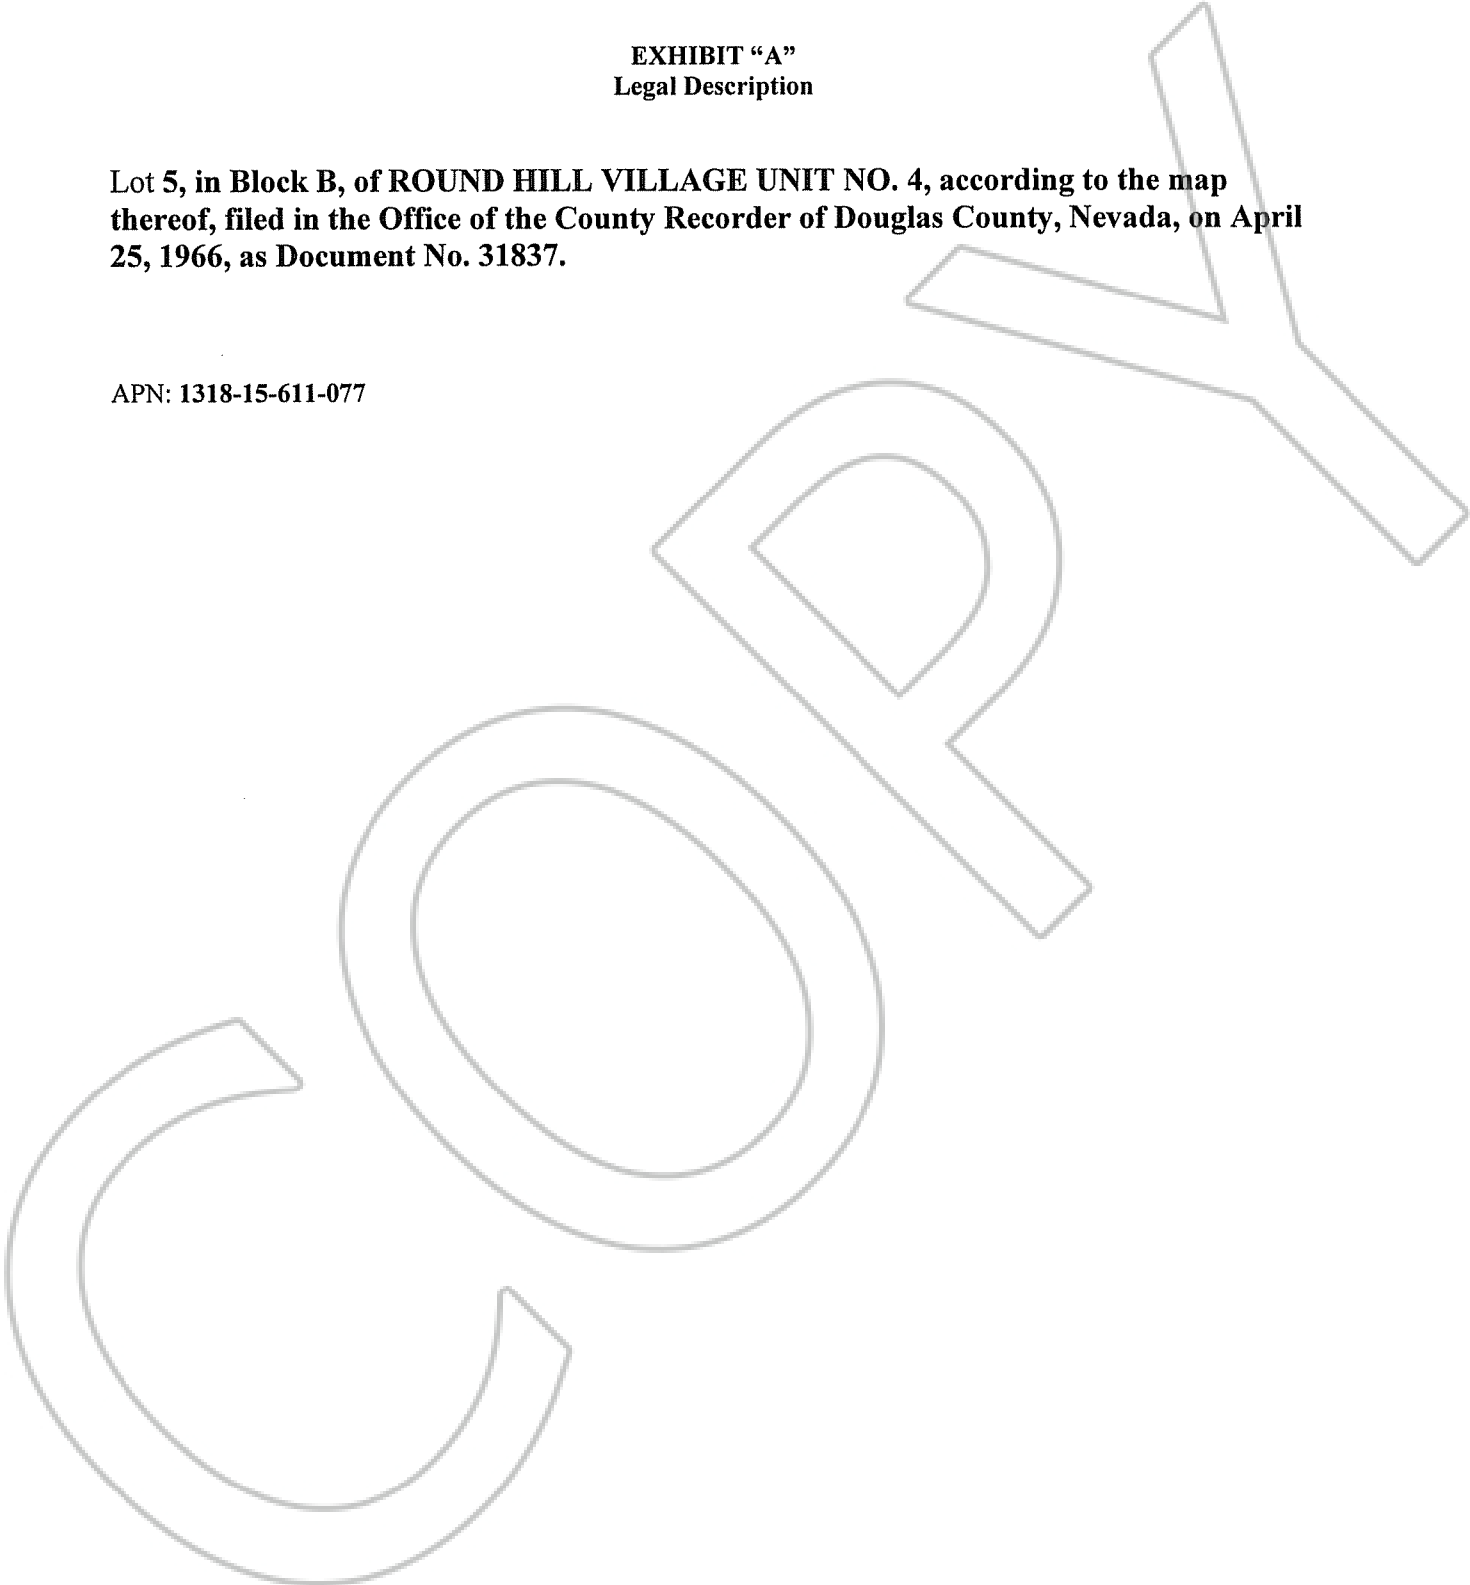 EXHIBIT “A”
Legal Description
Lot 5, in Block B, of ROUND HILL VILLAGE UNIT NO. 4, according to the map
thereof, filed in the Office of the County Recorder of Douglas County, Nevada, on April
25, 1966, as Document No. 31837.
APN: 1318-15-611-077
COPY